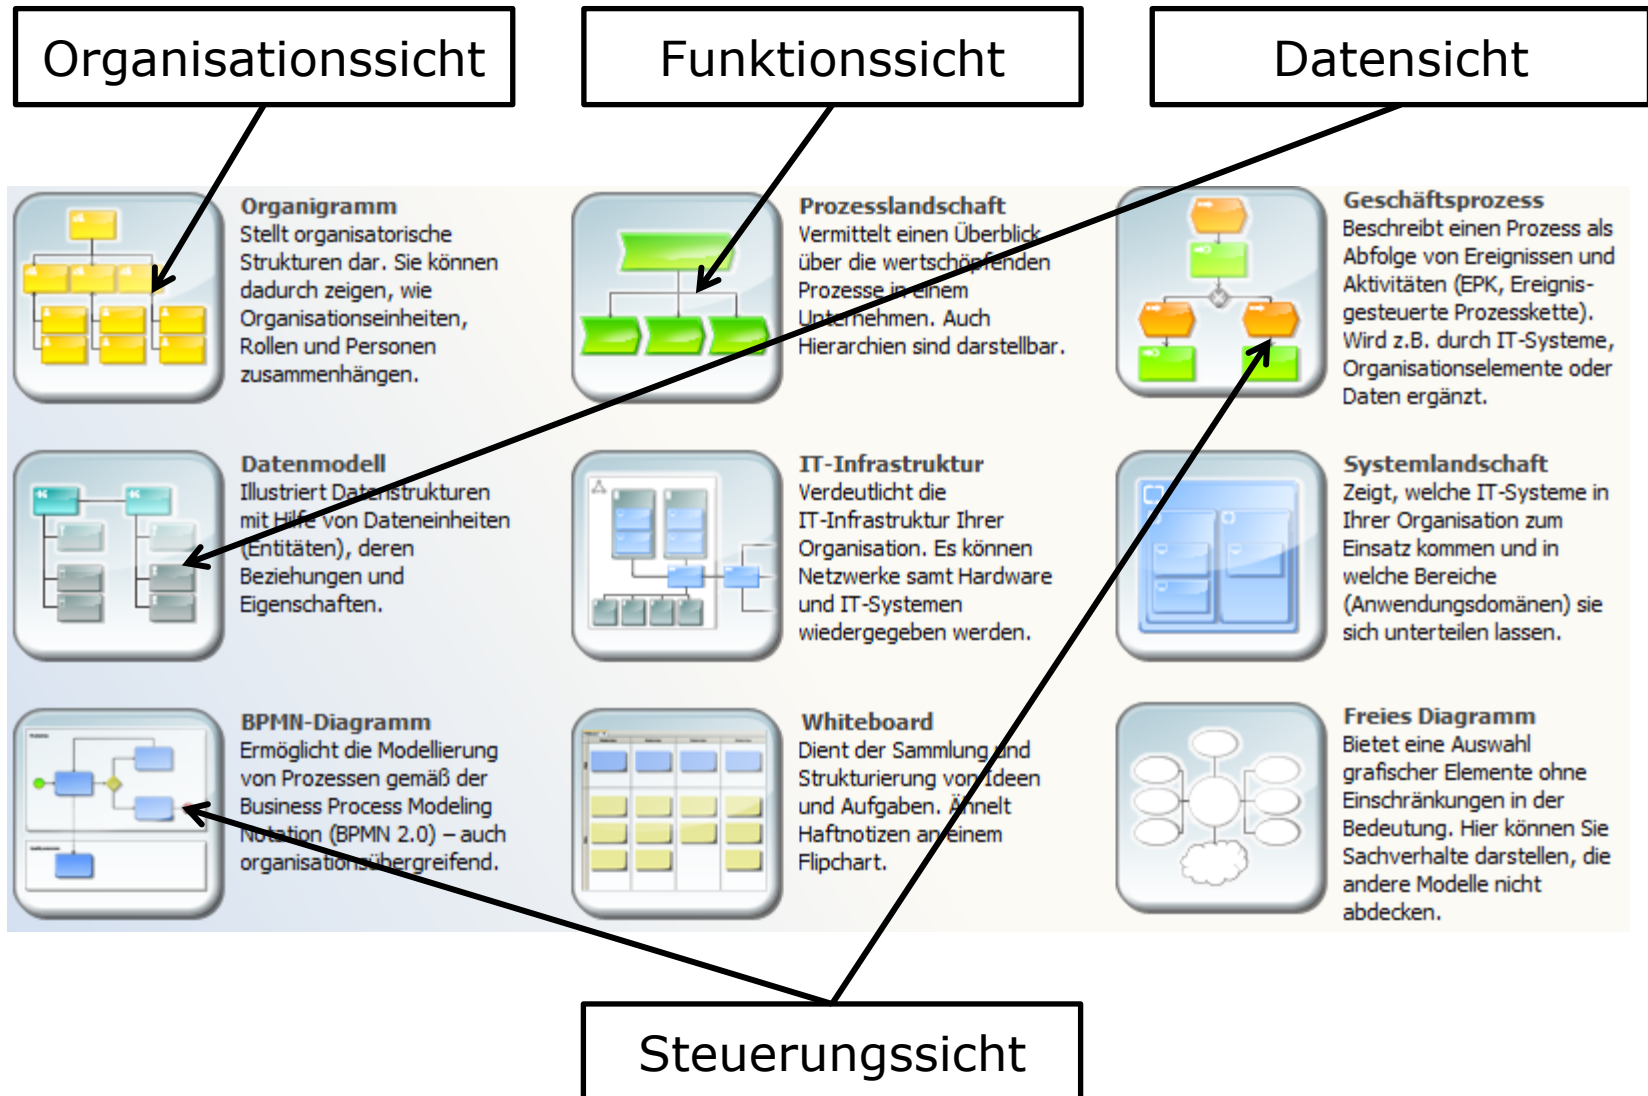 Organisationssicht
Funktionssicht
Datensicht
Organigramm
Stellt organisatorische
Strukturen dar. Sie können
dadurch zeigen, wie
Organisationseinheiten,
Rollen und Personen
zusammenhängen.
Prozesslandschaft
Vermittelt einen Überblick
über die wertschöpfenden
Prozesse in einem
Unternehmen. Auch
Hierarchien sind darstellbar.
Geschäftsprozess
Beschreibt einen Prozess als
Abfolge von Ereignissen und
Aktivitäten (EPK, Ereignis-
gesteuerte Prozesskette).
Wird z.B. durch IT-Systeme,
Organisationselemente oder
Daten ergänzt.
Datenmodell
Illustriert Datenstrukturen
mit Hilfe von Dateneinheiten
(Entitäten), deren
Beziehungen und
Eigenschaften.
IT-Infrastruktur
Verdeutlicht die
IT-Infrastruktur Ihrer
Organisation. Es können
Netzwerke samt Hardware
und IT-Systemen
wiedergegeben werden.
Systemlandschaft
Zeigt, welche IT-Systeme in
Ihrer Organisation zum
Einsatz kommen und in
welche Bereiche
(Anwendungsdomänen) sie
sich unterteilen lassen.
BPMN-Diagramm
Ermöglicht die Modellierung
von Prozessen gemäß der
Business Process Modeling
Notation (BPMN 2.0) – auch
organisationsübergreifend.
Whiteboard
Dient der Sammlung und
Strukturierung von Ideen
und Aufgaben. Ähnelt
Haftnotizen an einem
Flipchart.
Freies Diagramm
Bietet eine Auswahl
grafischer Elemente ohne
Einschränkungen in der
Bedeutung. Hier können Sie
Sachverhalte darstellen, die
andere Modelle nicht
abdecken.
Steuerungssicht